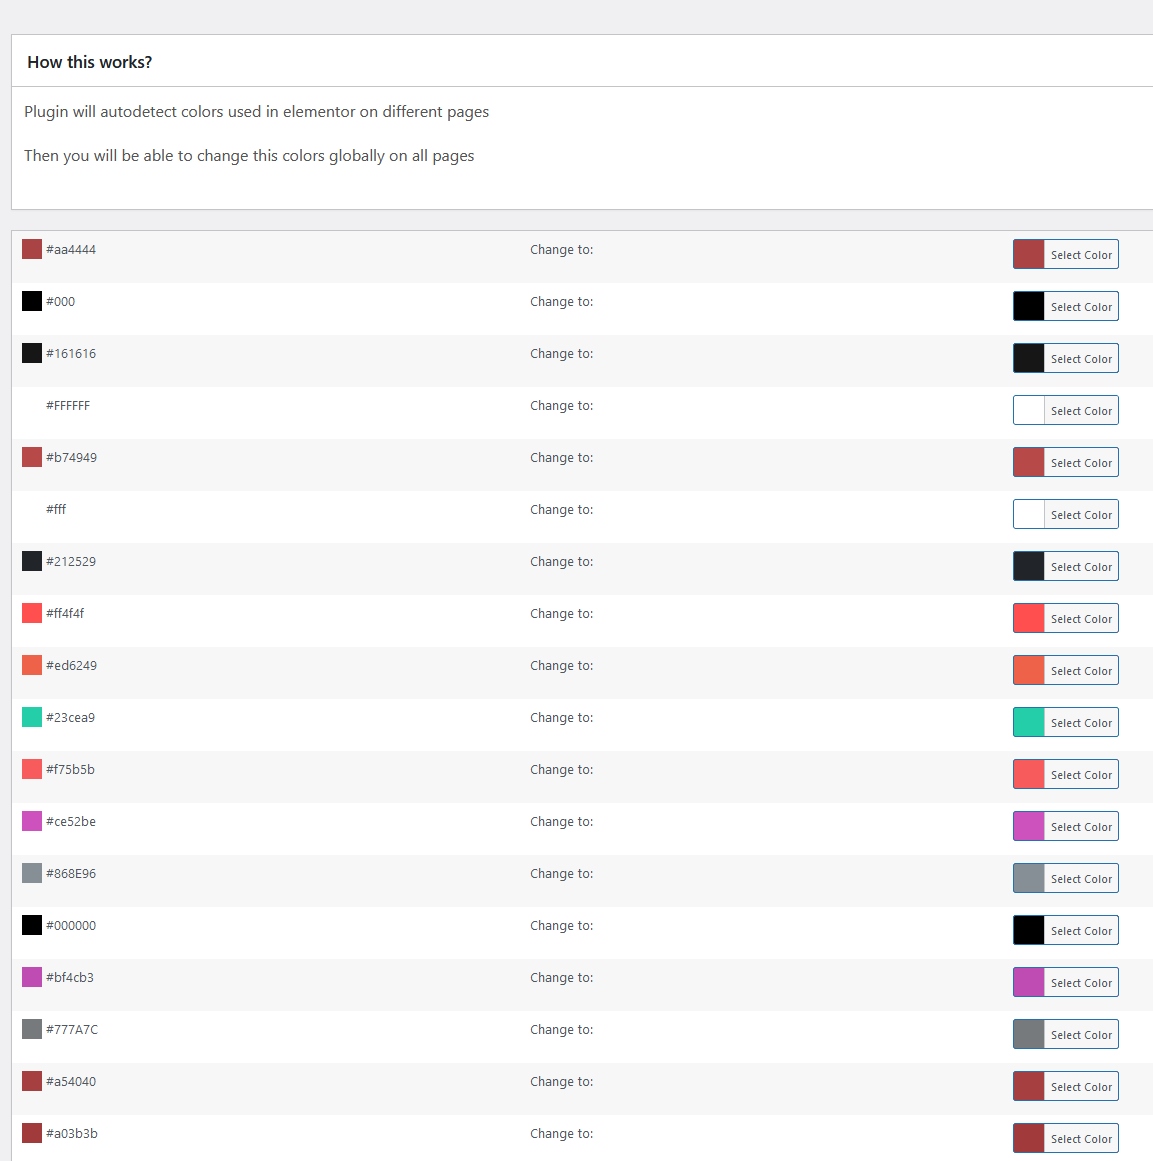 How this works?
Plugin will autodetect colors used in elementor on different pages
Then you will be able to change this colors globally on all pages
#aa4444 Change to: Select Color
#000 Change to: Select Color
#161616 Change to: Select Color
#FFFFFF Change to: Select Color
#b74949 Change to: Select Color
#fff Change to: Select Color
#212529 Change to: Select Color
#ff4f4f Change to: Select Color
#ed6249 Change to: Select Color
#23cea9 Change to: Select Color
#f75b5b Change to: Select Color
#ce52be Change to: Select Color
#868E96 Change to: Select Color
#000000 Change to: Select Color
#bf4cb3 Change to: Select Color
#777A7C Change to: Select Color
#a54040 Change to: Select Color
#a03b3b Change to: Select Color